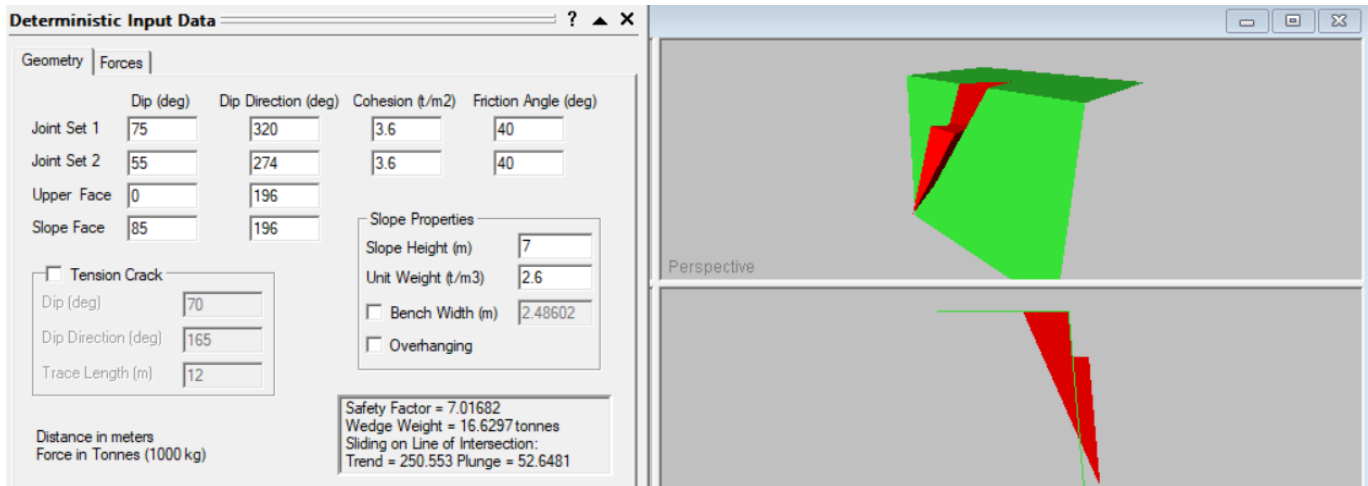 Deterministic Input Data ? ▲ X
Geometry Forces
Dip (deg) Dip Direction (deg) Cohesion (t/m2) Friction Angle (deg)
Joint Set 1 75 320 3.6 40
Joint Set 2 55 274 3.6 40
Upper Face 0 196
Slope Face 85 196
Slope Properties
Slope Height (m) 7
Unit Weight (t/m3) 2.6
Bench Width (m) 2.48602
Overhanging
Tension Crack
Dip (deg) 70
Dip Direction (deg) 165
Trace Length (m) 12
Distance in meters
Force in Tonnes (1000 kg)
Safety Factor = 7.01682
Wedge Weight = 16.6297 tonnes
Sliding on Line of Intersection:
Trend = 250.553 Plunge = 52.6481
Perspective